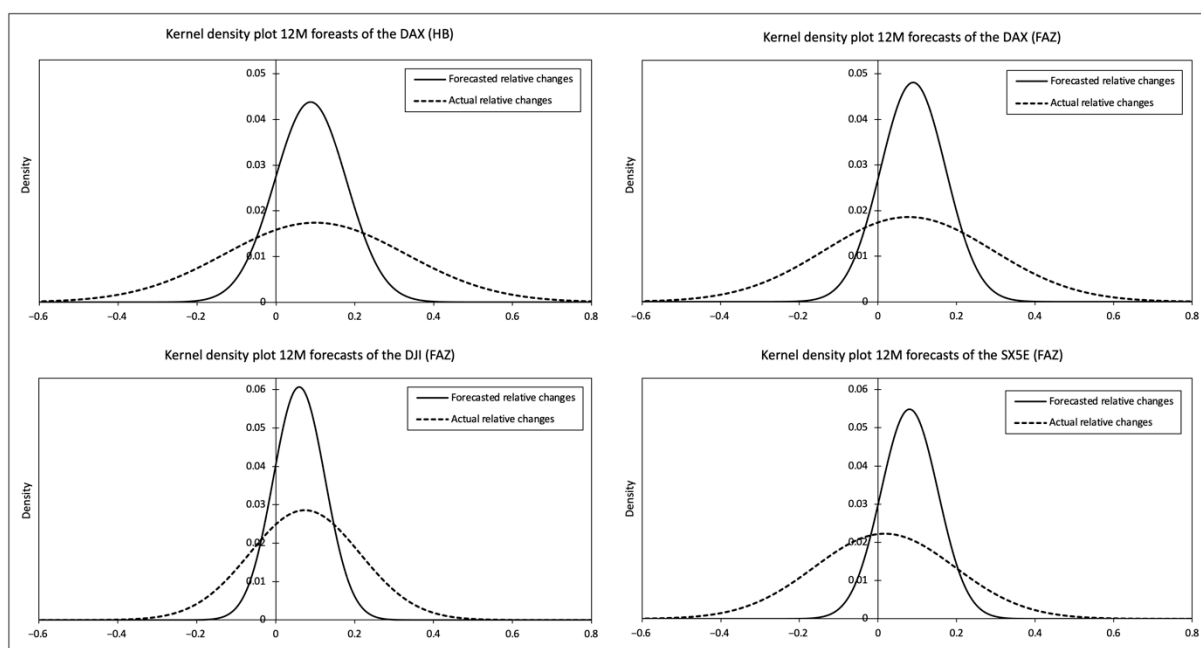 Kernel density plot 12M foreasts of the DAX (HB)
Density
0.05
0.04
0.03
0.02
0.01
0
Forecasted relative changes
Actual relative changes
−0.6 −0.4 −0.2 0 0.2 0.4 0.6 0.8
Kernel density plot 12M forecasts of the DAX (FAZ)
Density
0.05
0.04
0.03
0.02
0.01
0
Forecasted relative changes
Actual relative changes
−0.6 −0.4 −0.2 0 0.2 0.4 0.6 0.8
Kernel density plot 12M forecasts of the DJI (FAZ)
Density
0.06
0.05
0.04
0.03
0.02
0.01
0
Forecasted relative changes
Actual relative changes
−0.6 −0.4 −0.2 0 0.2 0.4 0.6 0.8
Kernel density plot 12M forecasts of the SX5E (FAZ)
Density
0.06
0.05
0.04
0.03
0.02
0.01
0
Forecasted relative changes
Actual relative changes
−0.6 −0.4 −0.2 0 0.2 0.4 0.6 0.8